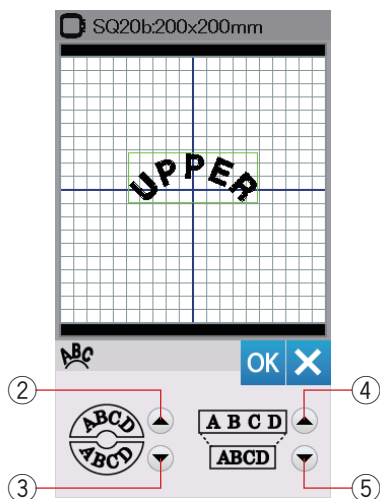 SQ20b:200x200mm
UPPER
ABC
OK
② ④
ABCD
A B C D
ABCD
ABCD
③ ⑤